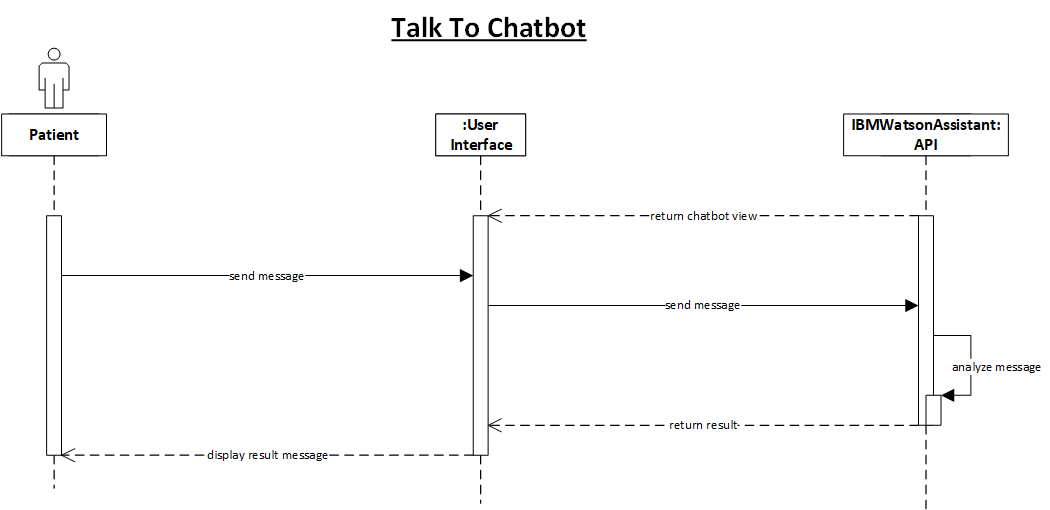 Talk To Chatbot
Patient
:User
Interface
IBMWatsonAssistant:
API
return chatbot view
send message
send message
analyze message
return result
display result message